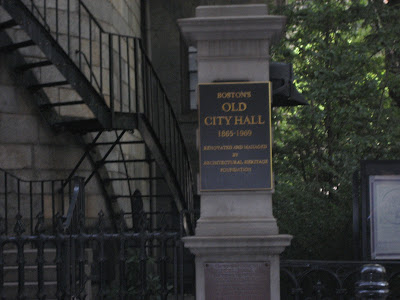 BOSTON'S
OLD
CITY HALL
1865-1969
RENOVATED AND MANAGED
BY
ARCHITECTURAL HERITAGE
FOUNDATION